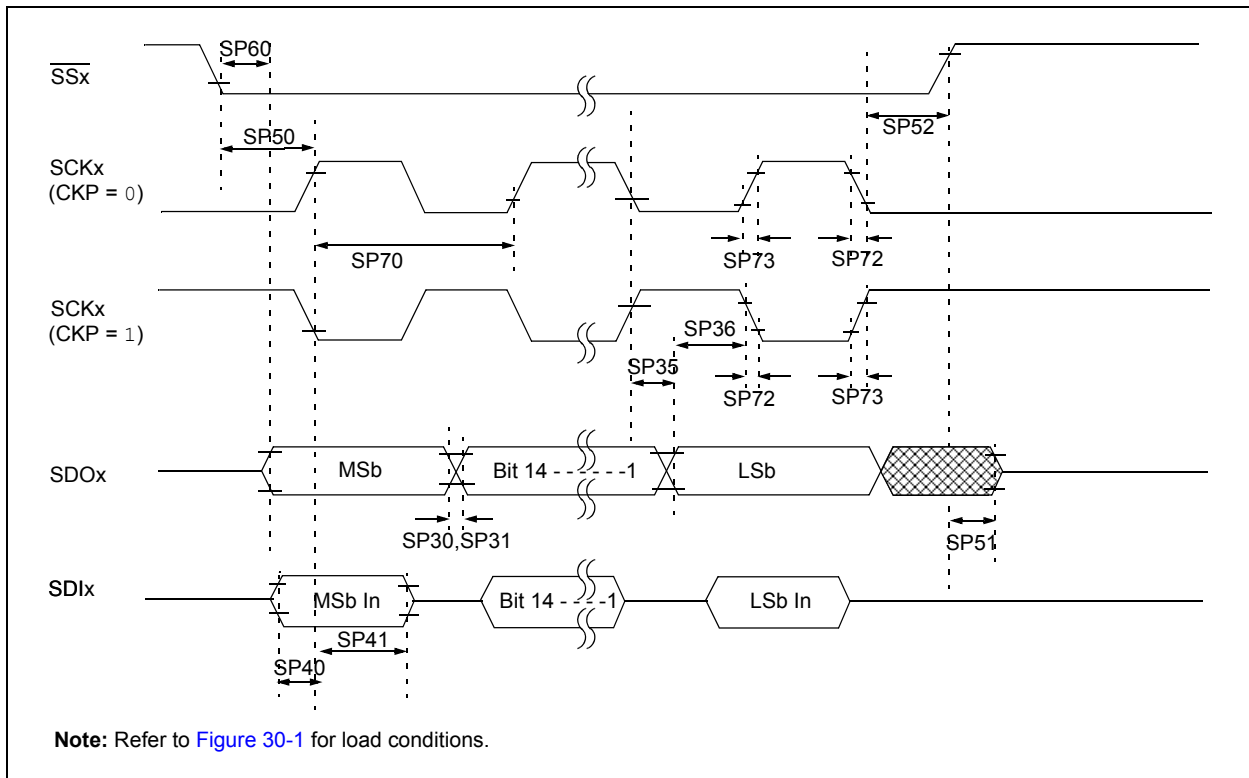 SP60
SSx
SP50
SP52
SCKx
(CKP = 0)
SP70
SP73
SP72
SCKx
(CKP = 1)
SP36
SP35
SP72
SP73
SDOx
MSb
Bit 14 - - - - - -1
LSb
SP30,SP31
SP51
SDIx
MSb In
Bit 14 - - - -1
LSb In
SP41
SP40
Note: Refer to Figure 30-1 for load conditions.